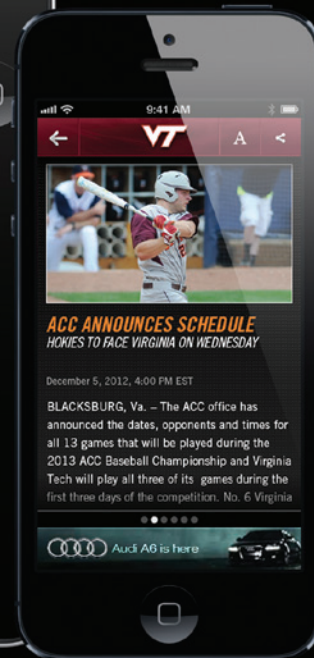 9:41 AM
VT
A
ACC ANNOUNCES SCHEDULE
HOKIES TO FACE VIRGINIA ON WEDNESDAY
December 5, 2012, 4:00 PM EST
BLACKSBURG, Va. – The ACC office has
announced the dates, opponents and times for
all 13 games that will be played during the
2013 ACC Baseball Championship and Virginia
Tech will play all three of its games during the
first three days of the competition. No. 6 Virginia
Audi A6 is here